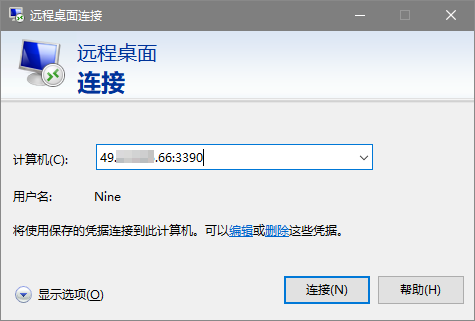 远程桌面连接
远程桌面
连接
计算机(C):
49. .66:3390
用户名:
Nine
将使用保存的凭据连接到此计算机。可以编辑或删除这些凭据。
显示选项(O)
连接(N)
帮助(H)